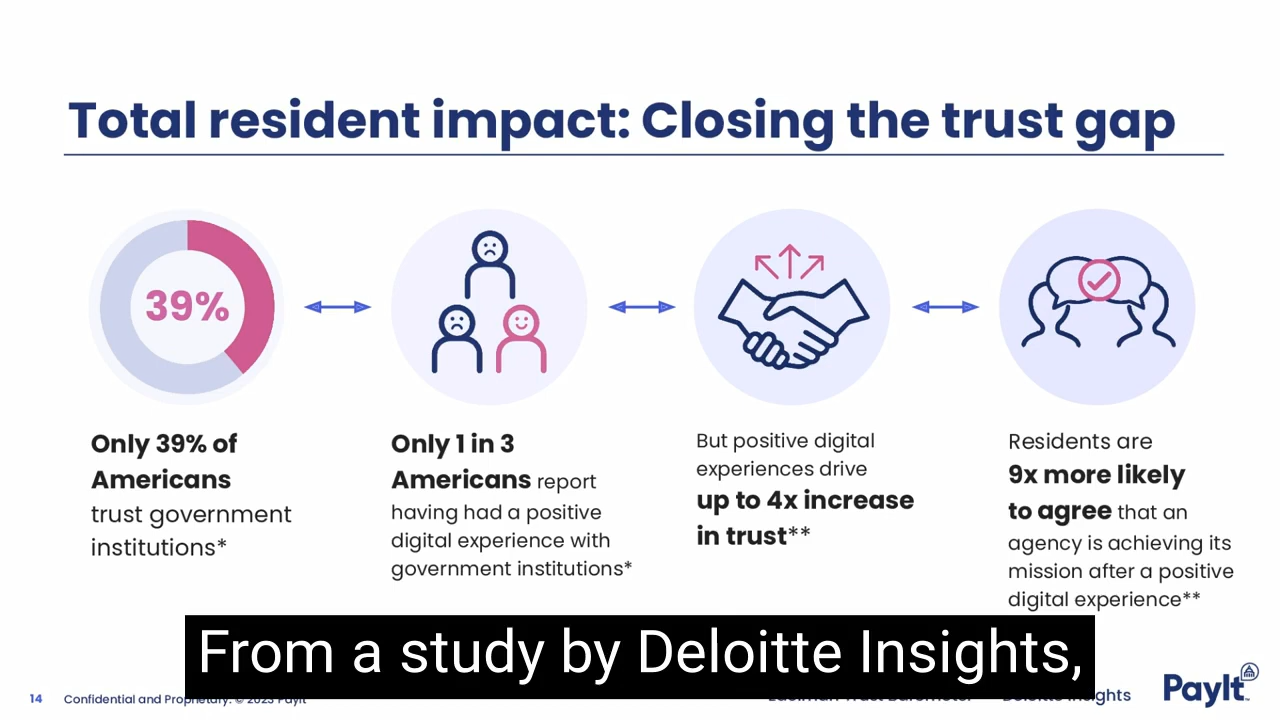 Total resident impact: Closing the trust gap
39%
Only 39% of
Americans
trust government
institutions*
Only 1 in 3
Americans report
having had a positive
digital experience with
government institutions*
But positive digital
experiences drive
up to 4x increase
in trust**
Residents are
9x more likely
to agree that an
agency is achieving its
mission after a positive
digital experience**
From a study by Deloitte Insights,
14 Confidential and Proprietary. © 2023 PayIt
PayIt